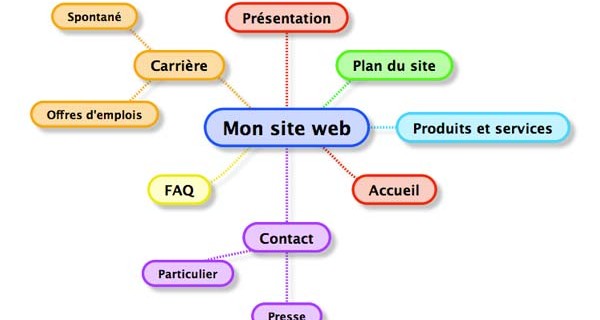 Spontané
Présentation
Carrière
Plan du site
Offres d'emplois
Mon site web
Produits et services
FAQ
Accueil
Contact
Particulier
Presse